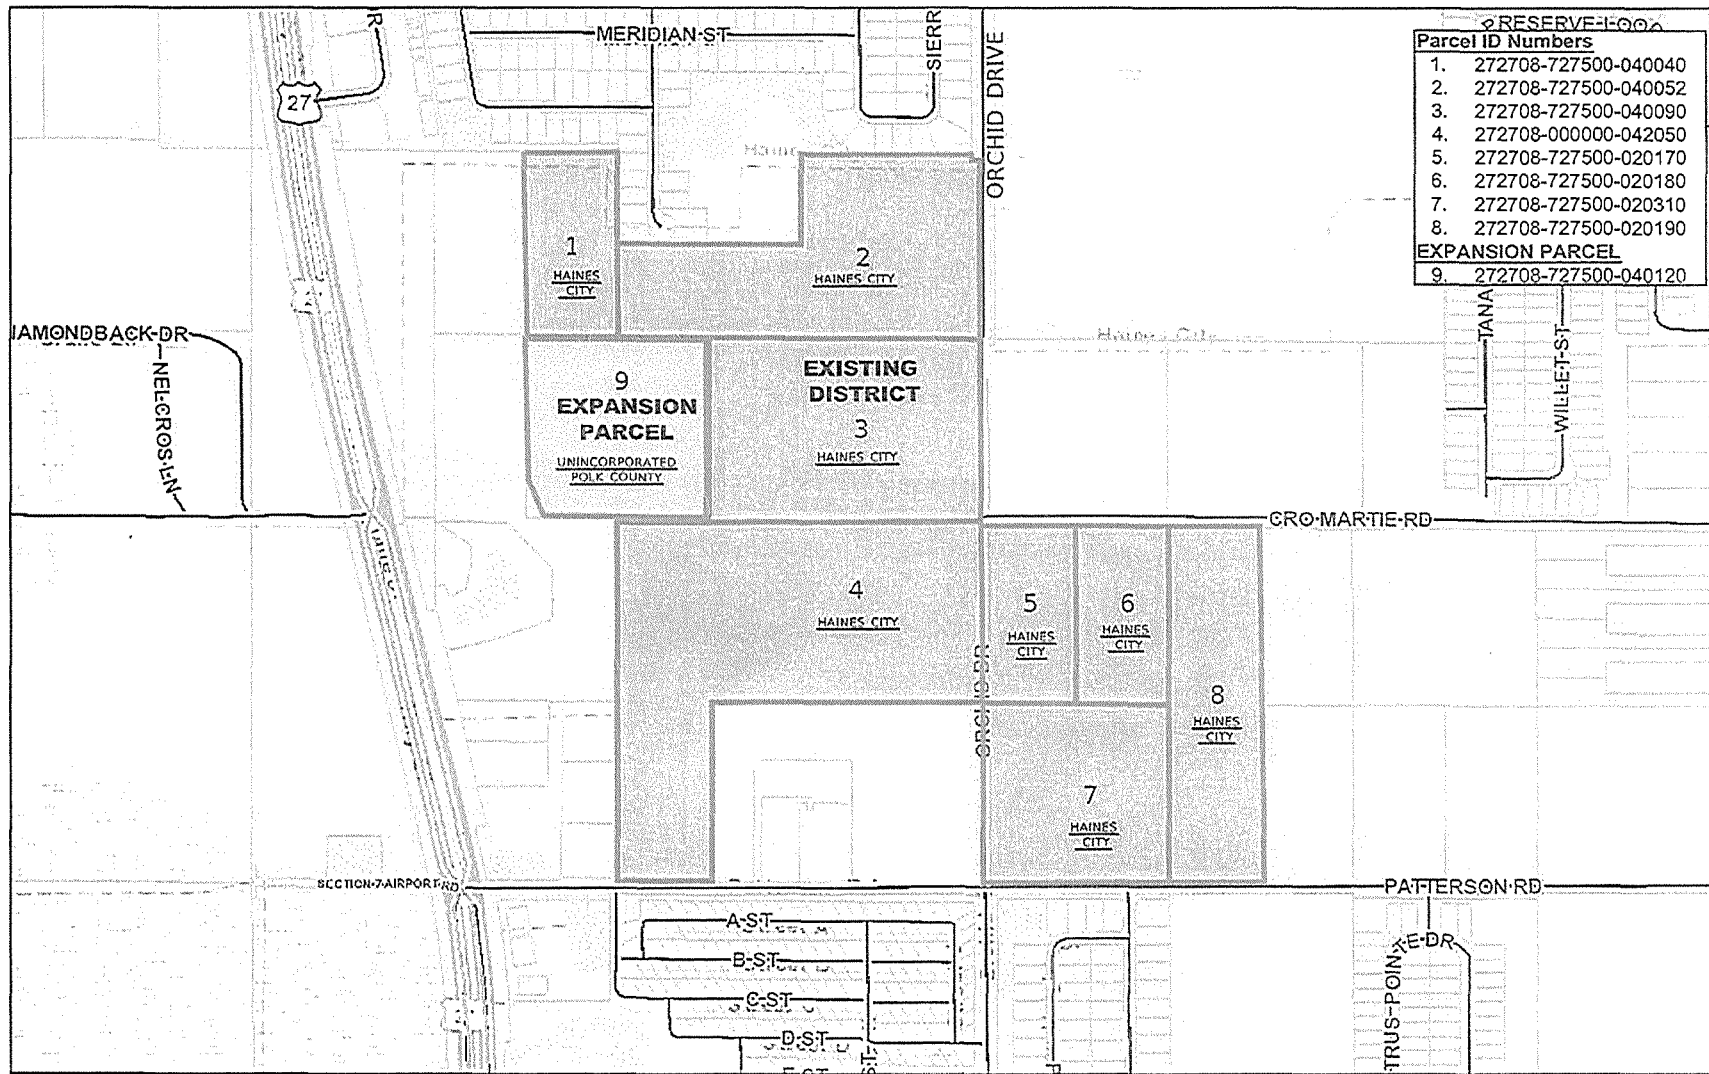 MERIDIAN ST
SIERR
ORCHID DRIVE
RESERVE LOO
27
Parcel ID Numbers
1. 272708-727500-040040
2. 272708-727500-040052
3. 272708-727500-040090
4. 272708-000000-042050
5. 272708-727500-020170
6. 272708-727500-020180
7. 272708-727500-020310
8. 272708-727500-020190
EXPANSION PARCEL
9. 272708-727500-040120
1
HAINES
CITY
2
HAINES CITY
IAMONDBACK DR
NELCROS LN
Haines City
TANA
WILLET ST
9
EXPANSION
PARCEL
UNINCORPORATED
POLK COUNTY
EXISTING
DISTRICT
3
HAINES CITY
CROMARTIE RD
4
HAINES CITY
5
HAINES
CITY
6
HAINES
CITY
ORCHID DR
8
HAINES
CITY
7
HAINES
CITY
SECTION 7 AIRPORT RD
PATTERSON RD
A ST
B ST
C ST
D ST
E ST
TRUS POINTE DR